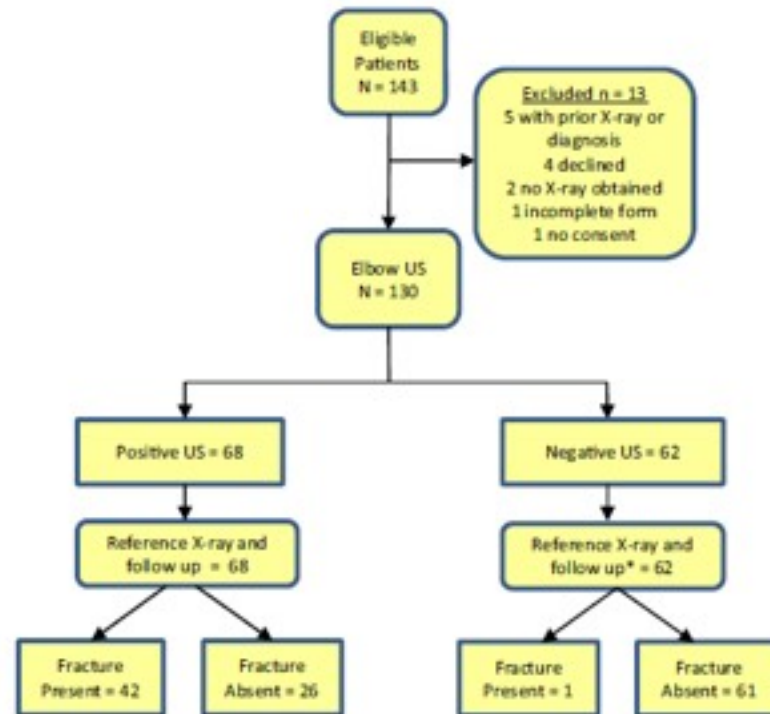 Eligible
Patients
N = 143
Excluded n = 13
5 with prior X-ray or
diagnosis
4 declined
2 no X-ray obtained
1 incomplete form
1 no consent
Elbow US
N = 130
Positive US = 68
Negative US = 62
Reference X-ray and
follow up = 68
Reference X-ray and
follow up* = 62
Fracture
Present = 42
Fracture
Absent = 26
Fracture
Present = 1
Fracture
Absent = 61